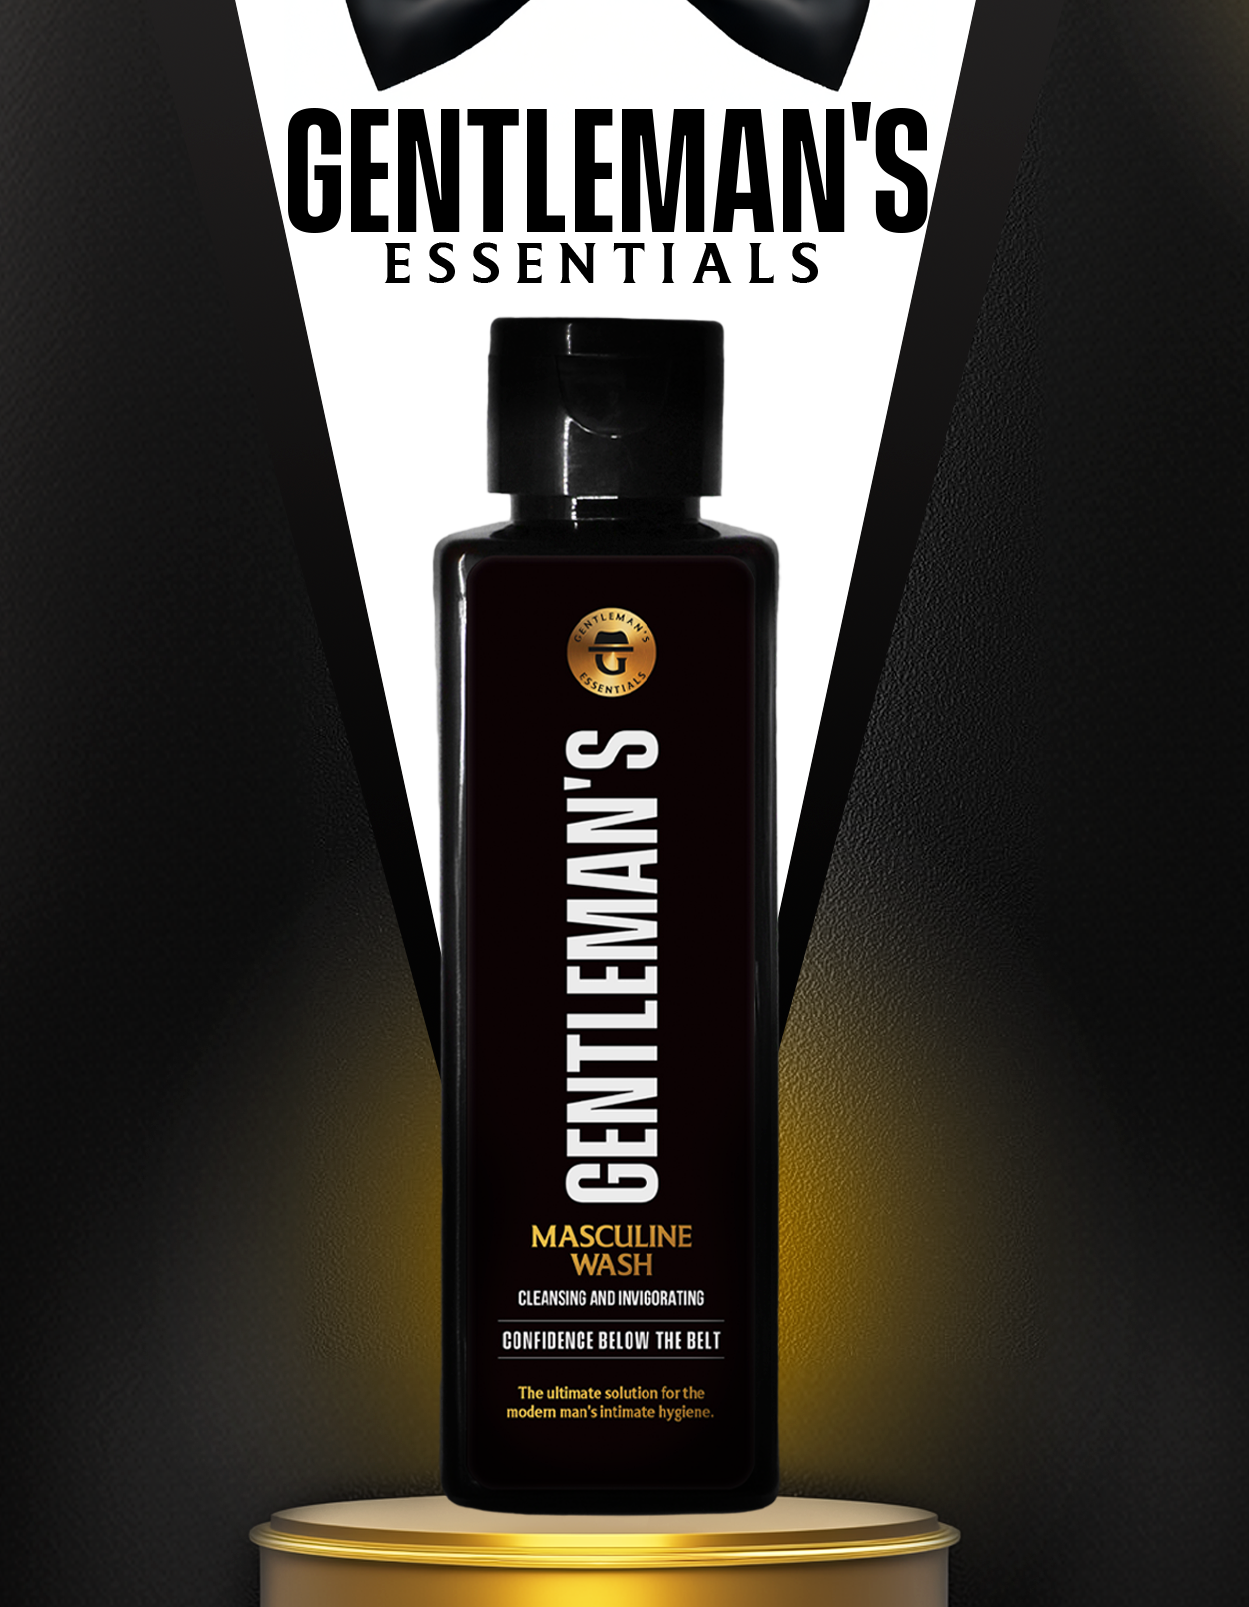 GENTLEMAN'S
ESSENTIALS
GENTLEMAN'S
G
ESSENTIALS
GENTLEMAN'S
MASCULINE
WASH
CLEANSING AND INVIGORATING
CONFIDENCE BELOW THE BELT
The ultimate solution for the
modern man's intimate hygiene.